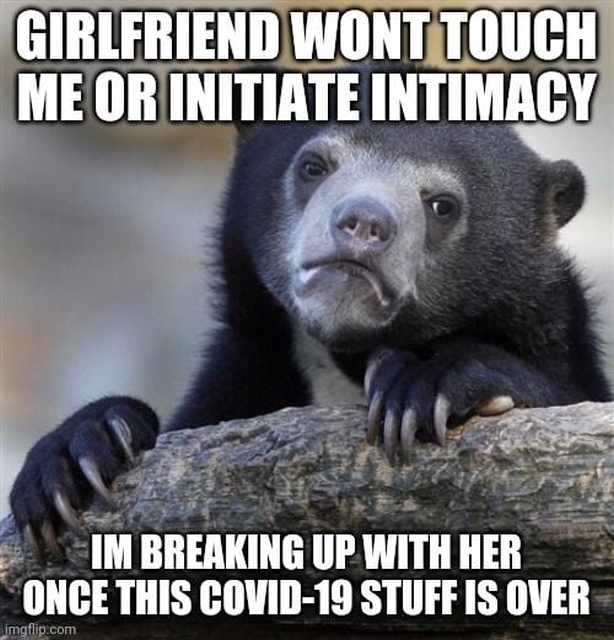 GIRLFRIEND WONT TOUCH
ME OR INITIATE INTIMACY
IM BREAKING UP WITH HER
ONCE THIS COVID-19 STUFF IS OVER
imgflip.com